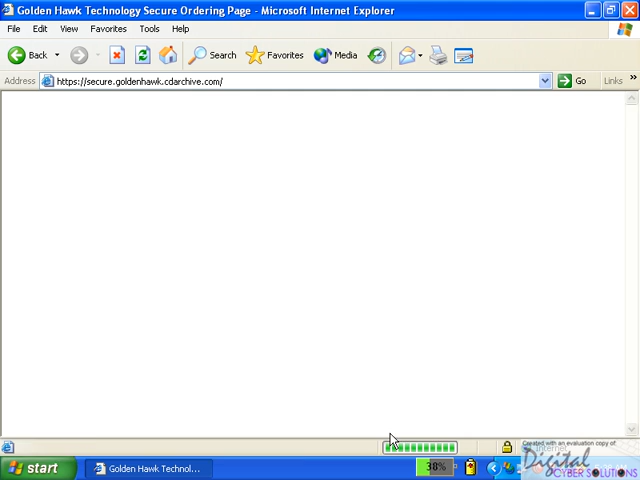 Golden Hawk Technology Secure Ordering Page - Microsoft Internet Explorer
File Edit View Favorites Tools Help
Back Search Favorites Media
Address https://secure.goldenhawk.cdarchive.com/ Go Links »
Created with an evaluation copy of
Internet
Digital
CYBER SOLUTIONS
start Golden Hawk Technol... 38%